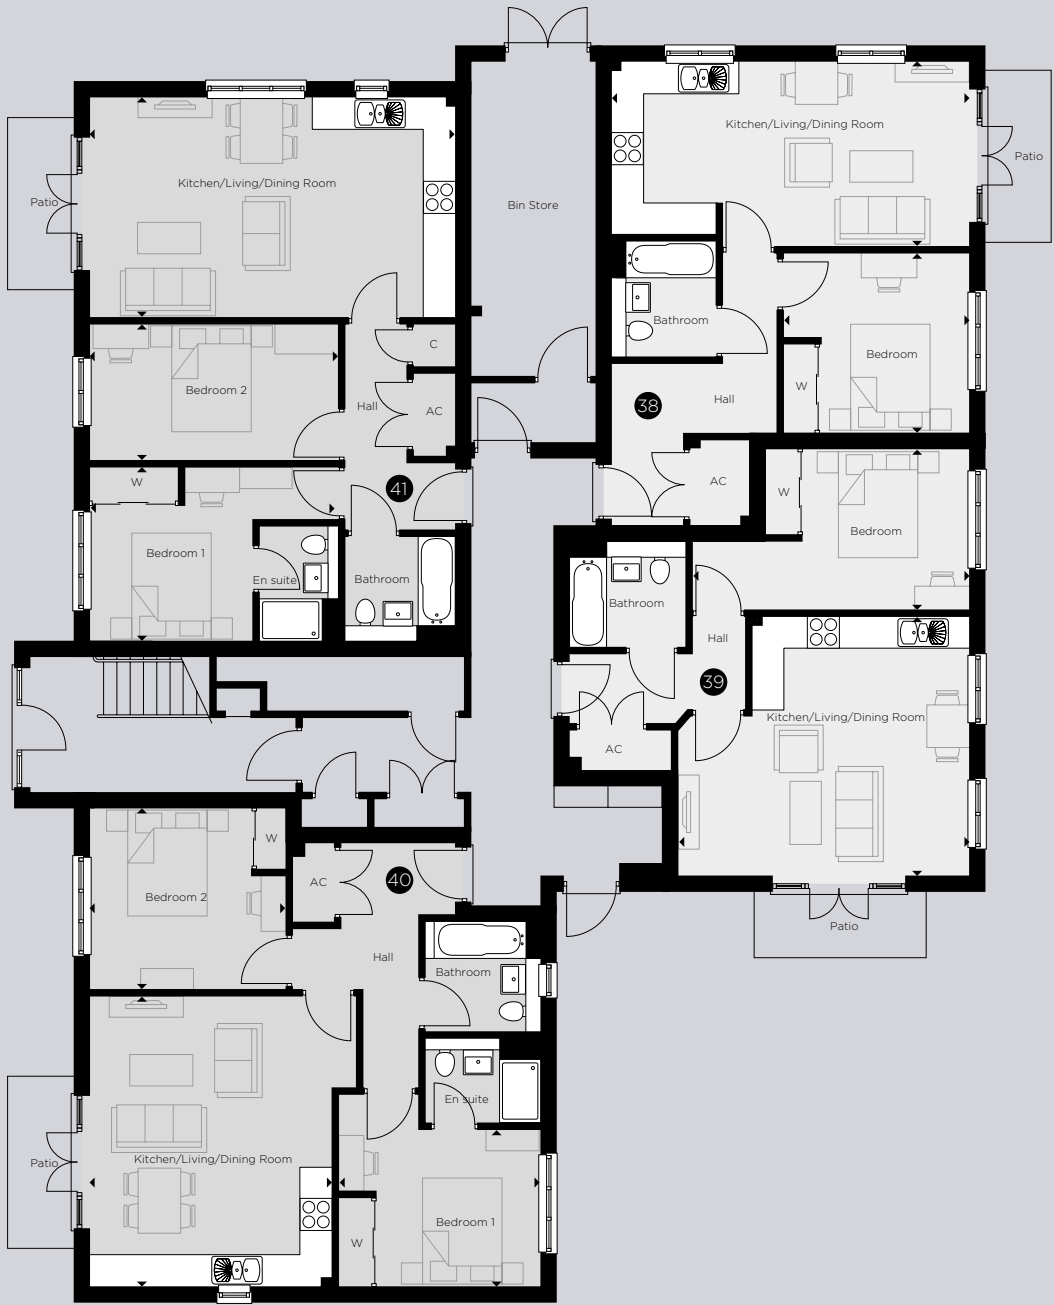 Kitchen/Living/Dining Room
Patio
Kitchen/Living/Dining Room
Patio
Bin Store
Bathroom
C
Bedroom
Bedroom 2
W
Hall
38
Hall
AC
W
41
AC
W
Bedroom
Bedroom 1
En suite
Bathroom
Bathroom
Hall
39
Kitchen/Living/Dining Room
AC
W
AC
40
Bedroom 2
Patio
Hall
Bathroom
En suite
Patio
Kitchen/Living/Dining Room
Bedroom 1
W